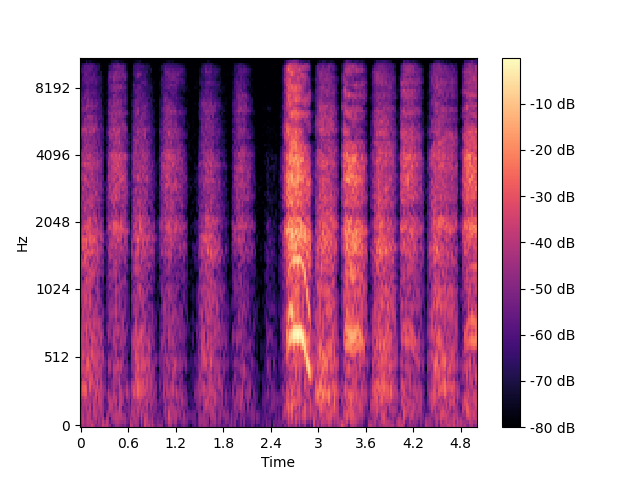 8192
4096
2048
1024
512
0
Hz
0 0.6 1.2 1.8 2.4 3 3.6 4.2 4.8
Time
-10 dB
-20 dB
-30 dB
-40 dB
-50 dB
-60 dB
-70 dB
-80 dB